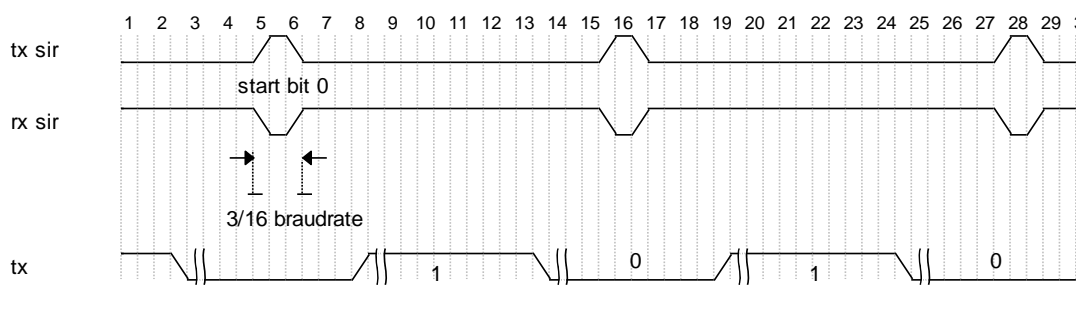 1 2 3 4 5 6 7 8 9 10 11 12 13 14 15 16 17 18 19 20 21 22 23 24 25 26 27 28 29
tx sir
start bit 0
rx sir
3/16 braudrate
tx 1 0 1 0